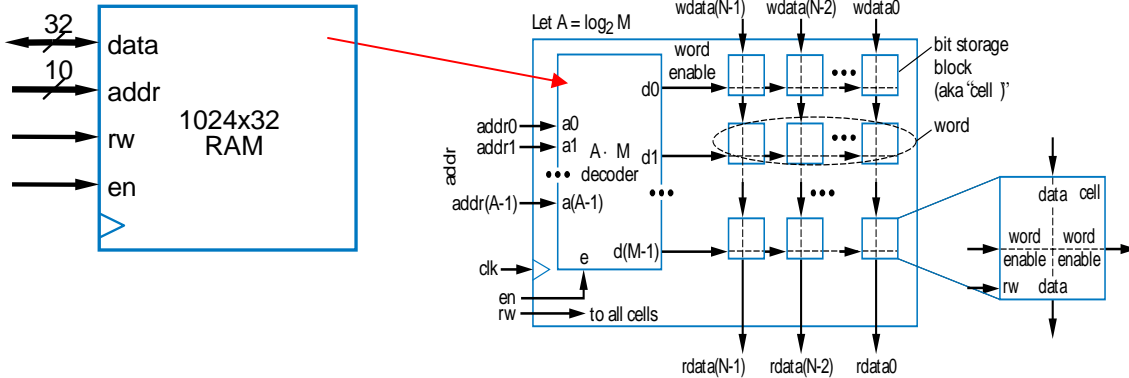 32
data
10
addr
rw
en
1024x32
RAM
Let A = log2 M
wdata(N-1) wdata(N-2) wdata0
word
enable
bit storage
block
(aka “cell )”
word
d0
addr
addr0
addr1
addr(A-1)
a0
a1
a(A-1)
A· M
decoder
d1
d(M-1)
e
clk
en
rw
to all cells
rdata(N-1) rdata(N-2) rdata0
data cell
word word
enable enable
rw data